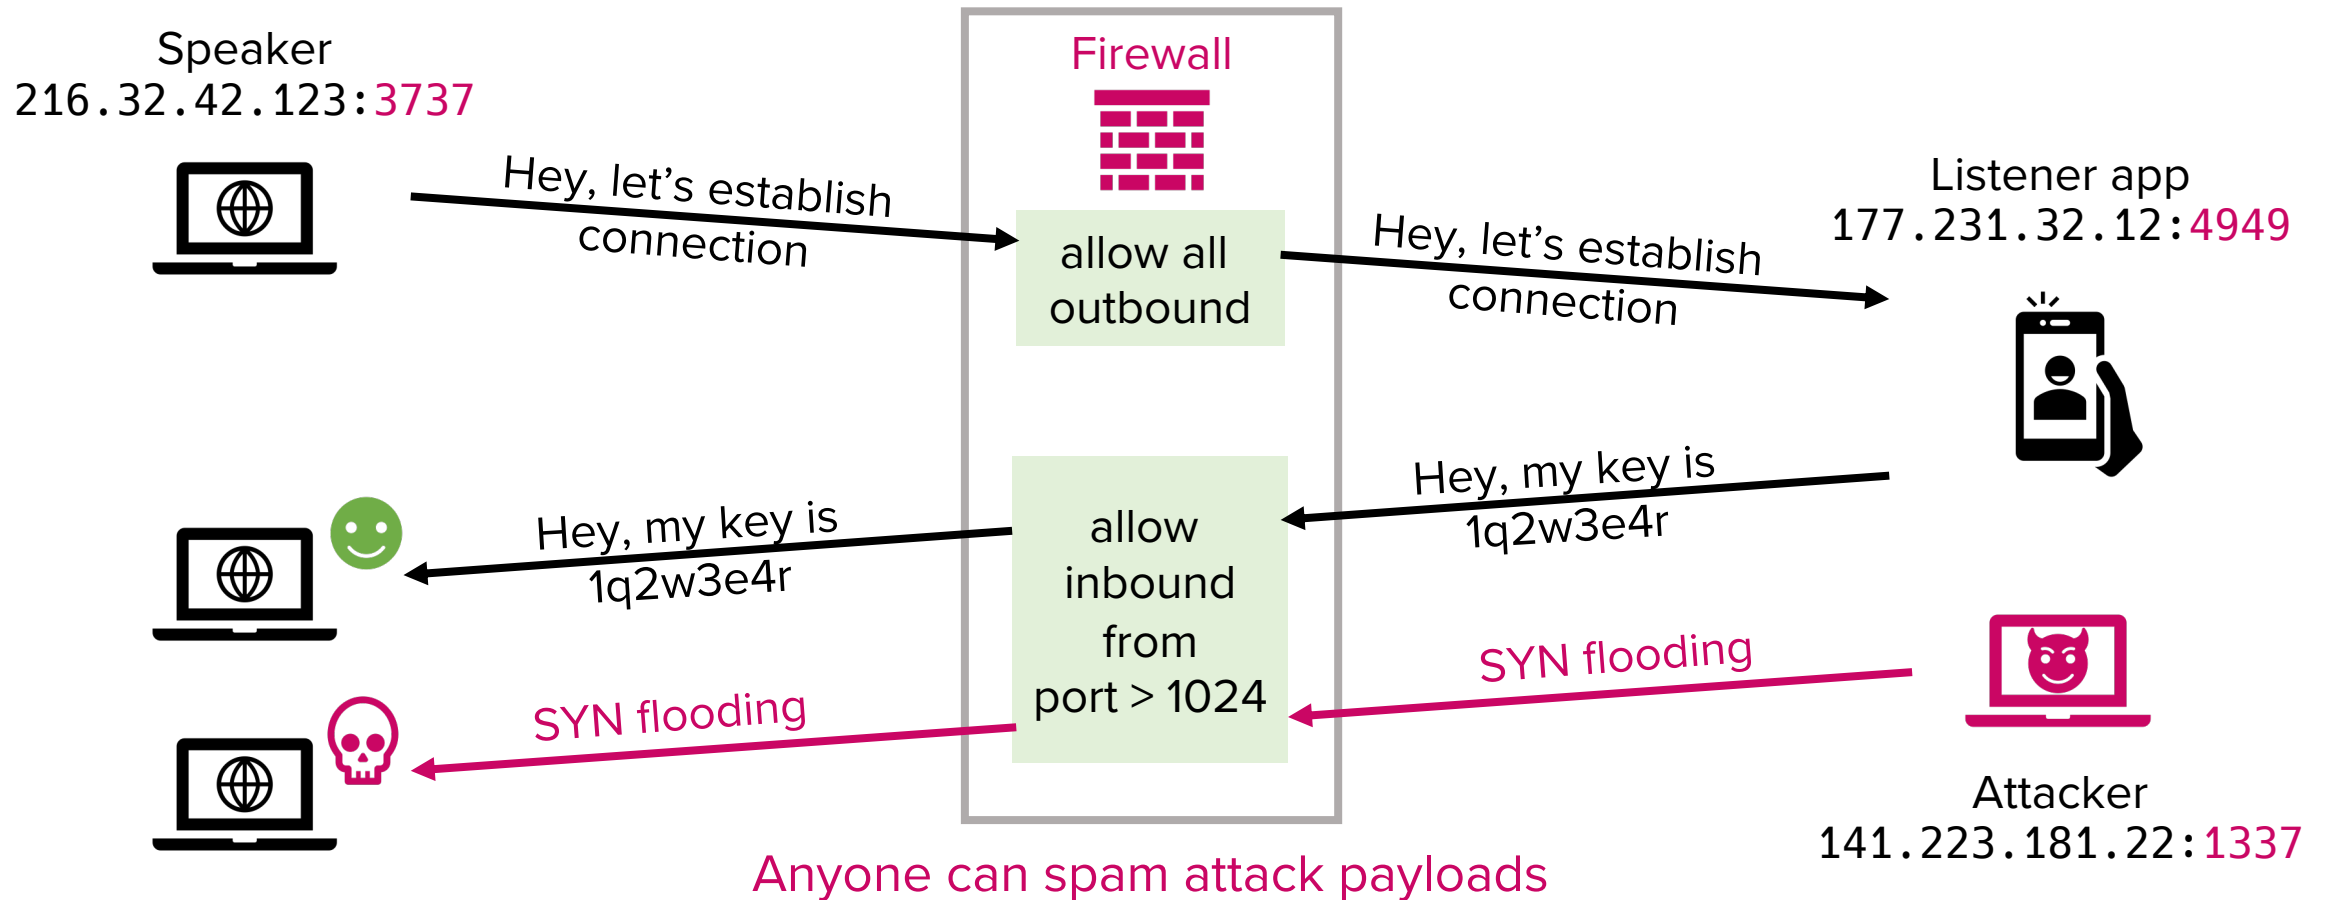 Speaker
216.32.42.123:3737
Firewall
Hey, let's establish
connection
allow all
outbound
Hey, let's establish
connection
Listener app
177.231.32.12:4949
Hey, my key is
1q2w3e4r
allow
inbound
from
port > 1024
Hey, my key is
1q2w3e4r
SYN flooding
SYN flooding
Attacker
141.223.181.22:1337
Anyone can spam attack payloads